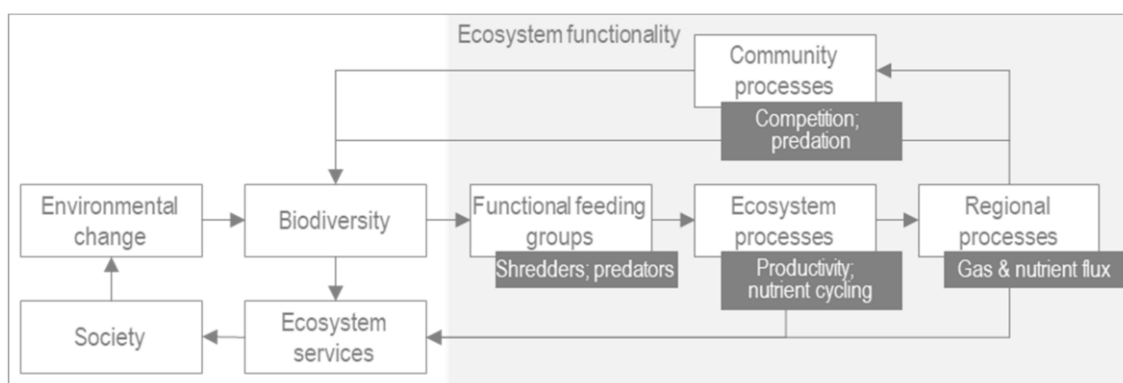 Ecosystem functionality
Community
processes
Competition;
predation
Environmental
change
Biodiversity
Functional feeding
groups
Shredders; predators
Ecosystem
processes
Productivity;
nutrient cycling
Regional
processes
Gas & nutrient flux
Society
Ecosystem
services